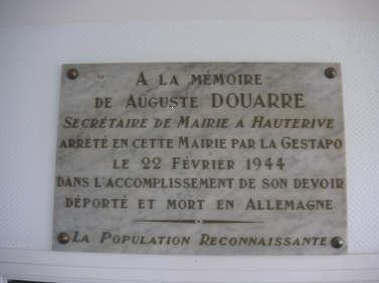 A LA MÉMOIRE
DE AUGUSTE DOUARRE
SECRÉTAIRE DE MAIRIE A HAUTERIVE
ARRÊTÉ EN CETTE MAIRIE PAR LA GESTAPO
LE 22 FÉVRIER 1944
DANS L'ACCOMPLISSEMENT DE SON DEVOIR
DÉPORTÉ ET MORT EN ALLEMAGNE
LA POPULATION RECONNAISSANTE